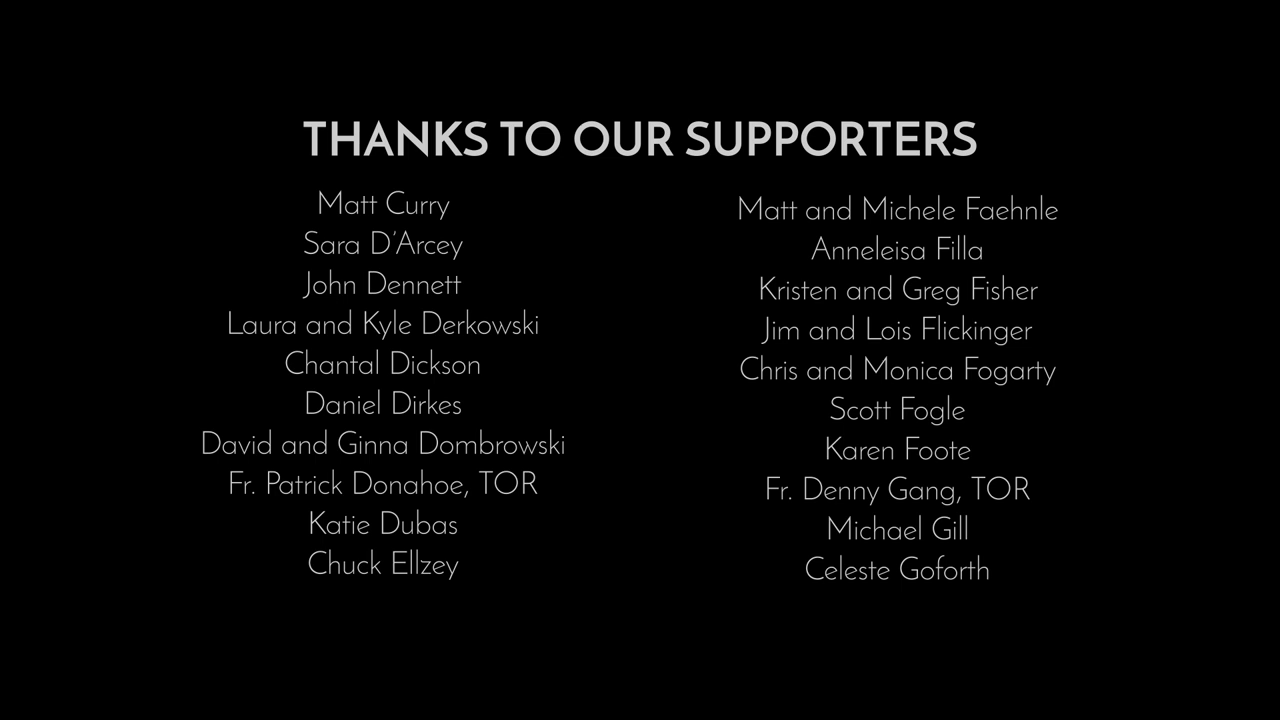 THANKS TO OUR SUPPORTERS
Matt Curry
Sara D'Arcey
John Dennett
Laura and Kyle Derkowski
Chantal Dickson
Daniel Dirkes
David and Ginna Dombrowski
Fr. Patrick Donahoe, TOR
Katie Dubas
Chuck Ellzey
Matt and Michele Faehnle
Anneleisa Filla
Kristen and Greg Fisher
Jim and Lois Flickinger
Chris and Monica Fogarty
Scott Fogle
Karen Foote
Fr. Denny Gang, TOR
Michael Gill
Celeste Goforth